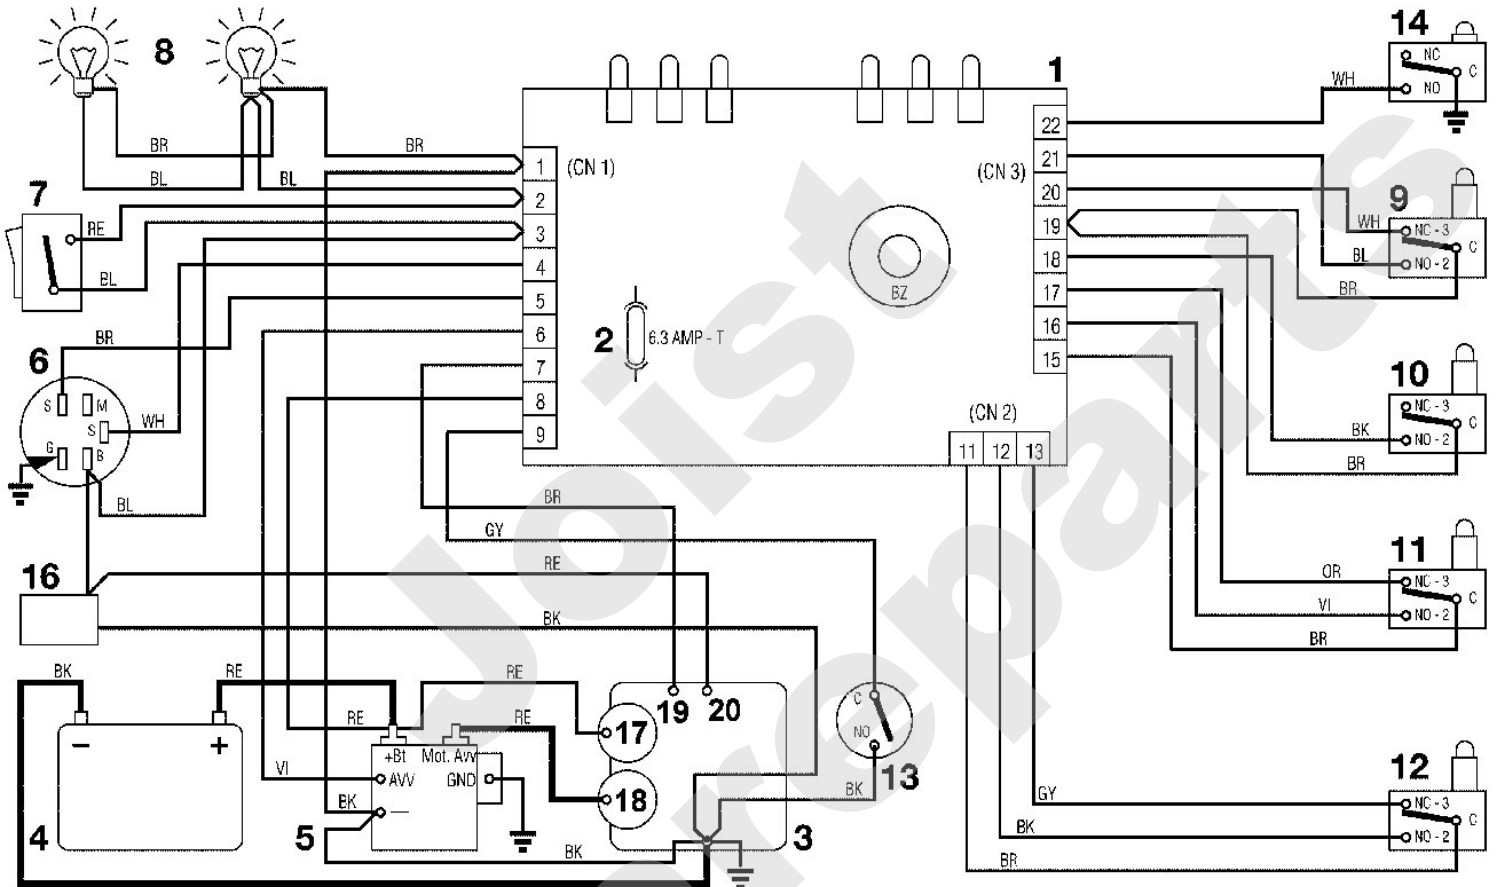 8
1
14
NC
C
NO
WH
22
BR
BR
1
(CN 1)
21
(CN 3)
BL
BL
2
20
7
RE
3
19
9
WH
NC - 3
C
BL
NO - 2
BR
18
4
BL
5
17
BZ
BR
6
2
6.3 AMP - T
16
6
7
15
S
M
S
WH
8
10
NC - 3
C
BK
NO - 2
BR
G
B
9
(CN 2)
11
12
13
BL
BR
GY
16
RE
11
OR
NC - 3
C
VI
NO - 2
BR
BK
BK
RE
RE
RE
RE
19
20
C
NO
17
+Bt
Mot. Avv
VI
AVV
GND
13
12
18
BK
GY
NC - 3
C
BK
—
BK
NO - 2
4
− +
5
BK
3
BR
Joist
spareparts